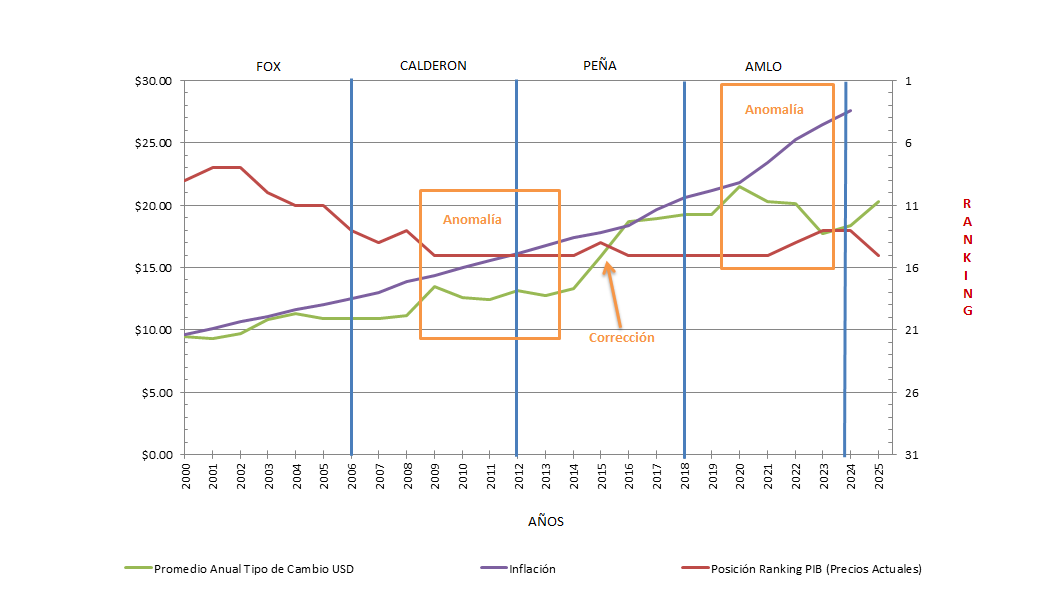 FOX CALDERON PEÑA AMLO
$30.00
$25.00
$20.00
$15.00
$10.00
$5.00
$0.00
Anomalía
Anomalía
Corrección
1
6
11
16
21
26
31
R
A
N
K
I
N
G
2000 2001 2002 2003 2004 2005 2006 2007 2008 2009 2010 2011 2012 2013 2014 2015 2016 2017 2018 2019 2020 2021 2022 2023 2024 2025
AÑOS
Promedio Anual Tipo de Cambio USD Inflación Posición Ranking PIB (Precios Actuales)